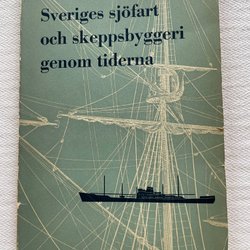 Sveriges sjöfart
och skeppsbyggeri
genom tiderna